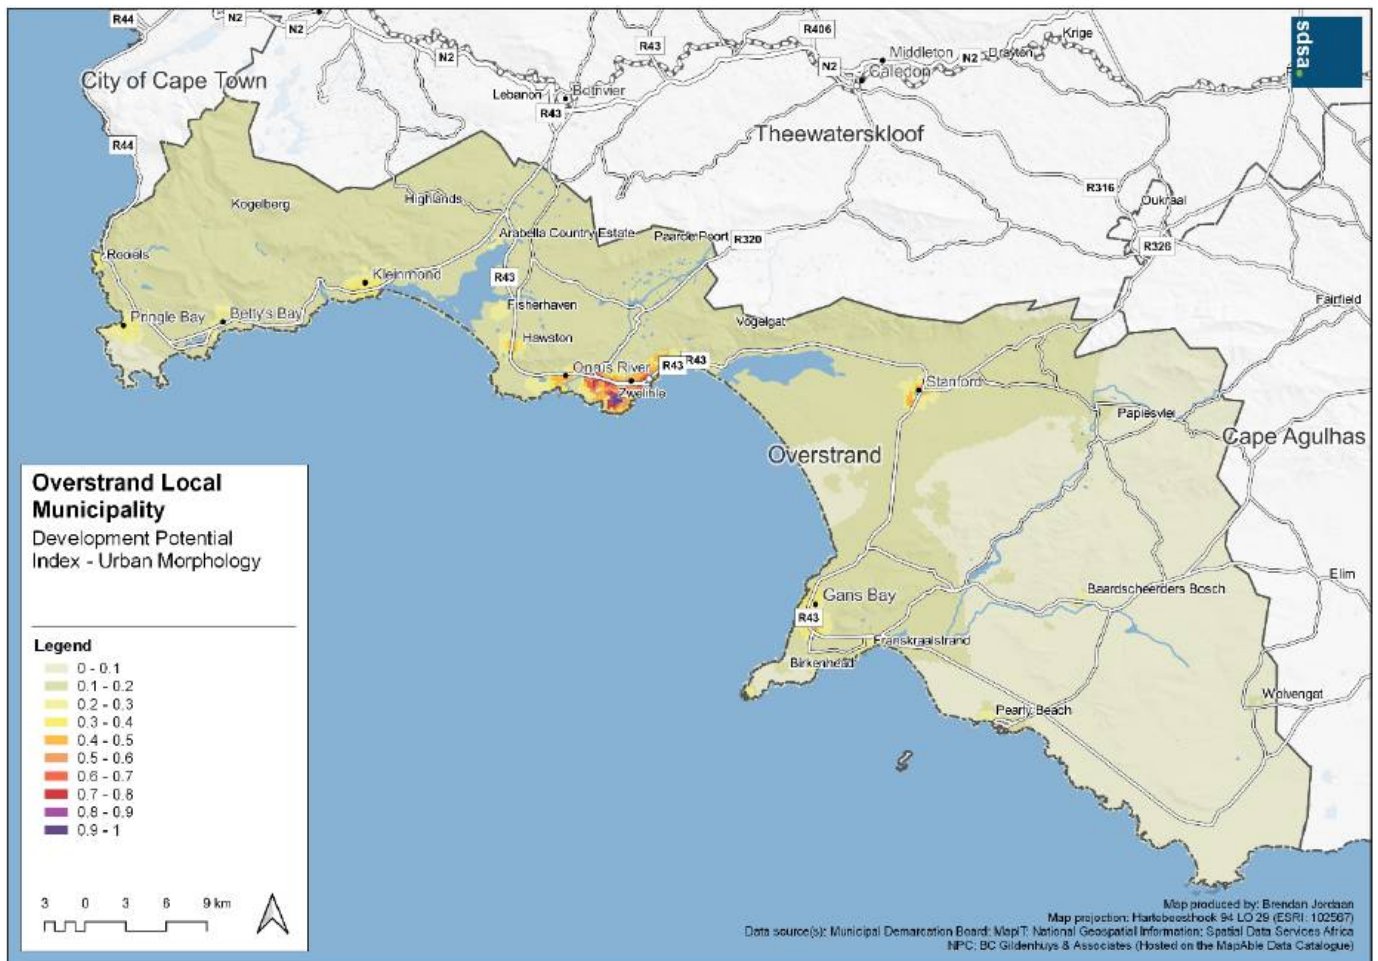 R44
N2
N2
R406
Krige
R43
Middleton
N2
Drayton
N2
N2
Caledon
sdsa
City of Cape Town
Lebanon
Botrivier
R43
Theewaterskloof
R44
R316
Oukraal
Kogelberg
Highlands
Arabella Country Estate
Paarde Poort
R320
R326
Rooiels
Kleinmond
R43
Fisherhaven
Fairfield
Pringle Bay
Betty's Bay
Vogelgat
Hawston
R43
R43
Onrus River
Zwelihle
Stanford
Papiesvlei
Cape Agulhas
Overstrand
Overstrand Local
Municipality
Development Potential
Index - Urban Morphology
Elim
Baardscheerders Bosch
Gans Bay
R43
Franskraalstrand
Birkenhead
Wolvengat
Pearly Beach
Legend
0 - 0.1
0.1 - 0.2
0.2 - 0.3
0.3 - 0.4
0.4 - 0.5
0.5 - 0.6
0.6 - 0.7
0.7 - 0.8
0.8 - 0.9
0.9 - 1
3 0 3 6 9 km
Map produced by: Brendan Jordaan
Map projection: Hartebeesthoek 94 LO 29 (ESRI: 102567)
Data source(s): Municipal Demarcation Board; MapIT; National Geospatial Information; Spatial Data Services Africa
NPC; BC Gildenhuys & Associates (Hosted on the MapAble Data Catalogue)